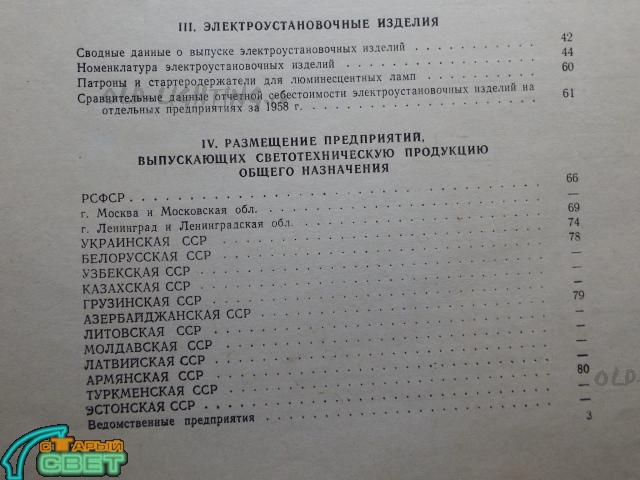 III. ЭЛЕКТРОУСТАНОВОЧНЫЕ ИЗДЕЛИЯ
Сводные данные о выпуске электроустановочных изделий 42
Номенклатура электроустановочных изделий 44
Патроны и стартеродержатели для люминесцентных ламп 60
Сравнительные данные отчетной себестоимости электроустановочных изделий на
отдельных предприятиях за 1958 г. 61
IV. РАЗМЕЩЕНИЕ ПРЕДПРИЯТИЙ,
ВЫПУСКАЮЩИХ СВЕТОТЕХНИЧЕСКУЮ ПРОДУКЦИЮ
ОБЩЕГО НАЗНАЧЕНИЯ
РСФСР 66
г. Москва и Московская обл. —
г. Ленинград и Ленинградская обл. 69
УКРАИНСКАЯ ССР 74
БЕЛОРУССКАЯ ССР 78
УЗБЕКСКАЯ ССР —
КАЗАХСКАЯ ССР —
ГРУЗИНСКАЯ ССР —
АЗЕРБАЙДЖАНСКАЯ ССР 79
ЛИТОВСКАЯ ССР —
МОЛДАВСКАЯ ССР —
ЛАТВИЙСКАЯ ССР —
АРМЯНСКАЯ ССР —
ТУРКМЕНСКАЯ ССР 80
ЭСТОНСКАЯ ССР —
Ведомственные предприятия —
3
OLD
СТАРЫЙ
СВЕТ